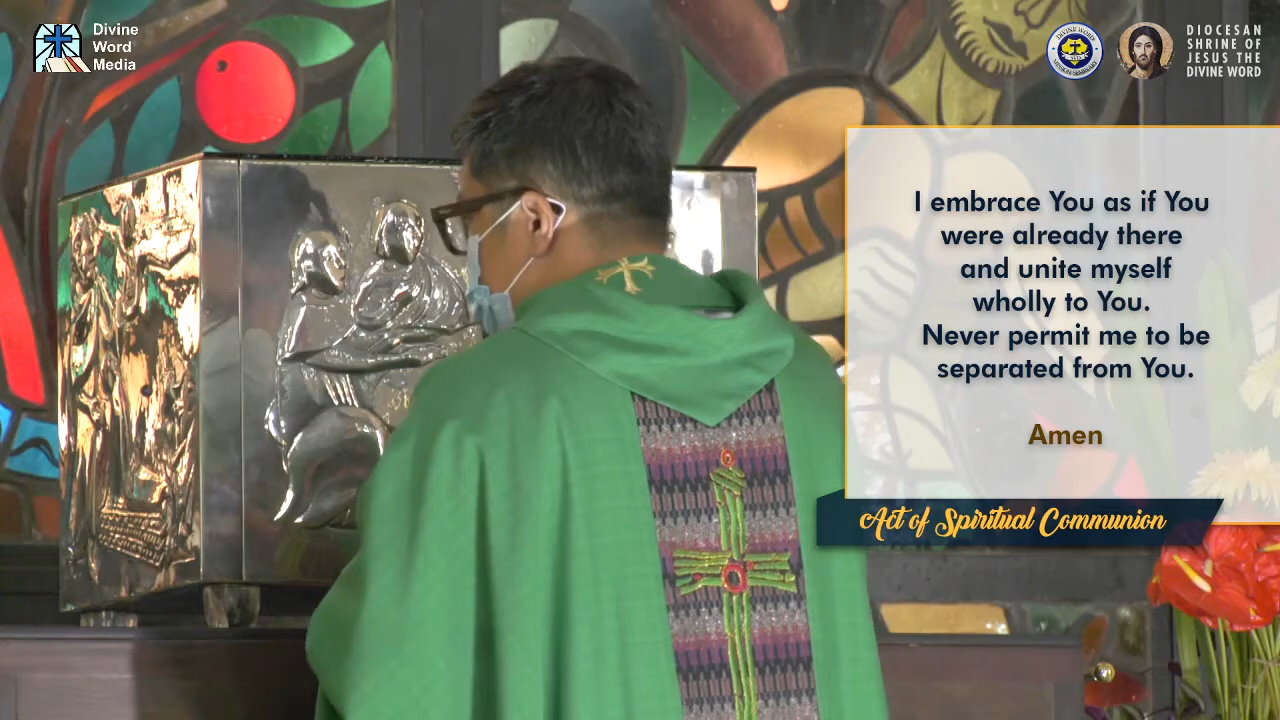 Divine
Word
Media
DIOCESAN
SHRINE OF
JESUS THE
DIVINE WORD
I embrace You as if You
were already there
and unite myself
wholly to You.
Never permit me to be
separated from You.
Amen
Act of Spiritual Communion